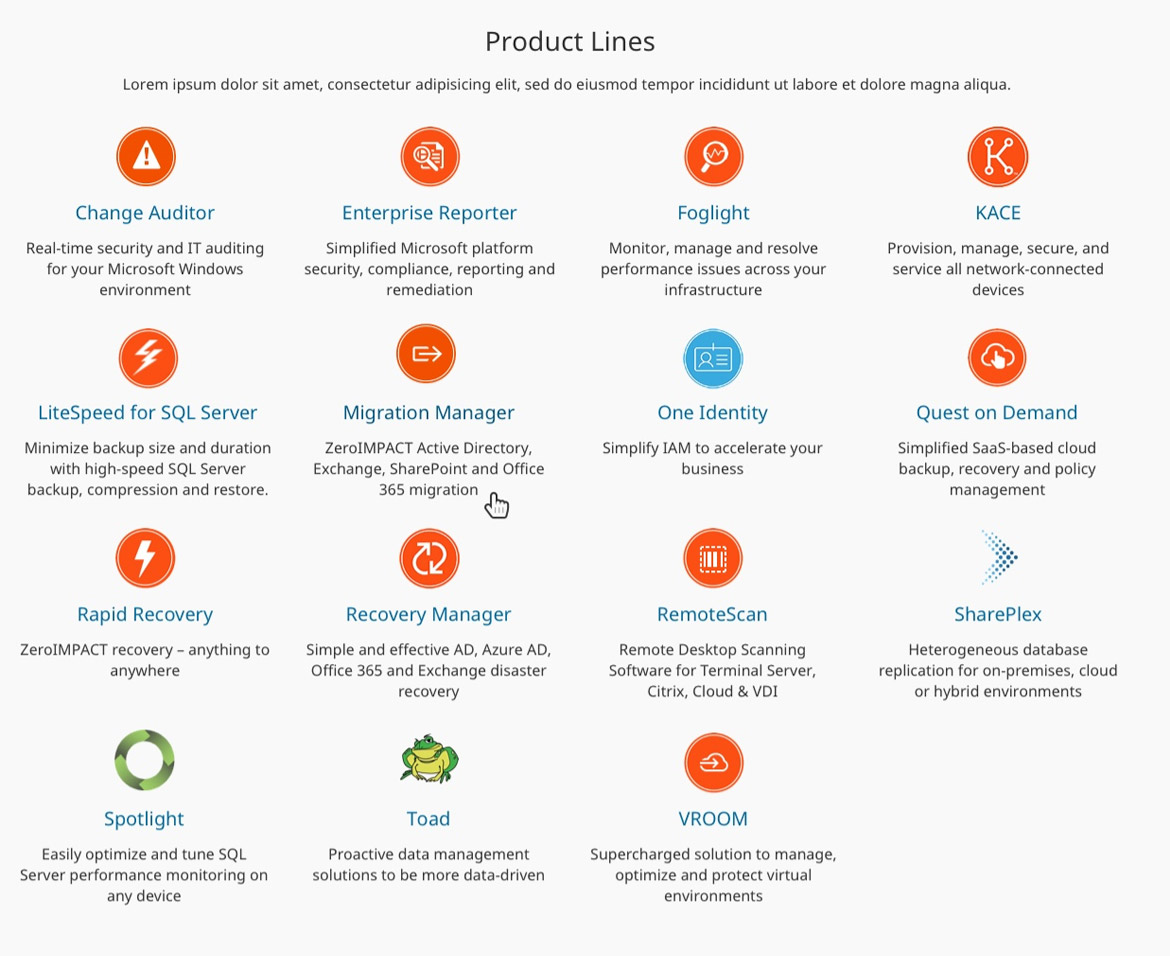 Product Lines
Lorem ipsum dolor sit amet, consectetur adipisicing elit, sed do eiusmod tempor incididunt ut labore et dolore magna aliqua.
Change Auditor
Real-time security and IT auditing
for your Microsoft Windows
environment
Enterprise Reporter
Simplified Microsoft platform
security, compliance, reporting and
remediation
Foglight
Monitor, manage and resolve
performance issues across your
infrastructure
KACE
Provision, manage, secure, and
service all network-connected
devices
LiteSpeed for SQL Server
Minimize backup size and duration
with high-speed SQL Server
backup, compression and restore.
Migration Manager
ZeroIMPACT Active Directory,
Exchange, SharePoint and Office
365 migration
One Identity
Simplify IAM to accelerate your
business
Quest on Demand
Simplified SaaS-based cloud
backup, recovery and policy
management
Rapid Recovery
ZeroIMPACT recovery – anything to
anywhere
Recovery Manager
Simple and effective AD, Azure AD,
Office 365 and Exchange disaster
recovery
RemoteScan
Remote Desktop Scanning
Software for Terminal Server,
Citrix, Cloud & VDI
SharePlex
Heterogeneous database
replication for on-premises, cloud
or hybrid environments
Spotlight
Easily optimize and tune SQL
Server performance monitoring on
any device
Toad
Proactive data management
solutions to be more data-driven
VROOM
Supercharged solution to manage,
optimize and protect virtual
environments